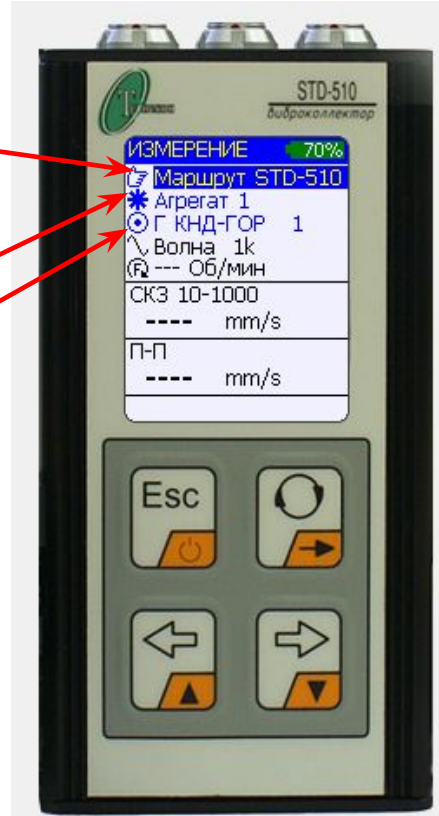 STD-510
виброколлектор
ИЗМЕРЕНИЕ 70%
Маршрут STD-510
Агрегат 1
Г КНД-ГОР 1
Волна 1k
--- Об/мин
СКЗ 10-1000
---- mm/s
П-П
---- mm/s
Esc